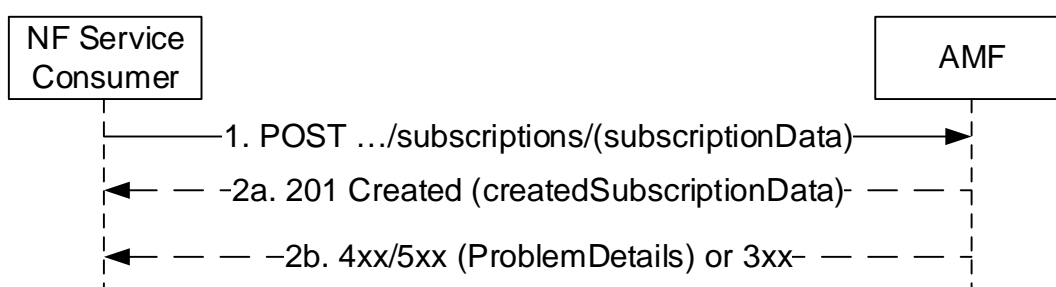 NF Service
Consumer
AMF
1. POST …/subscriptions/(subscriptionData)
2a. 201 Created (createdSubscriptionData)
2b. 4xx/5xx (ProblemDetails) or 3xx